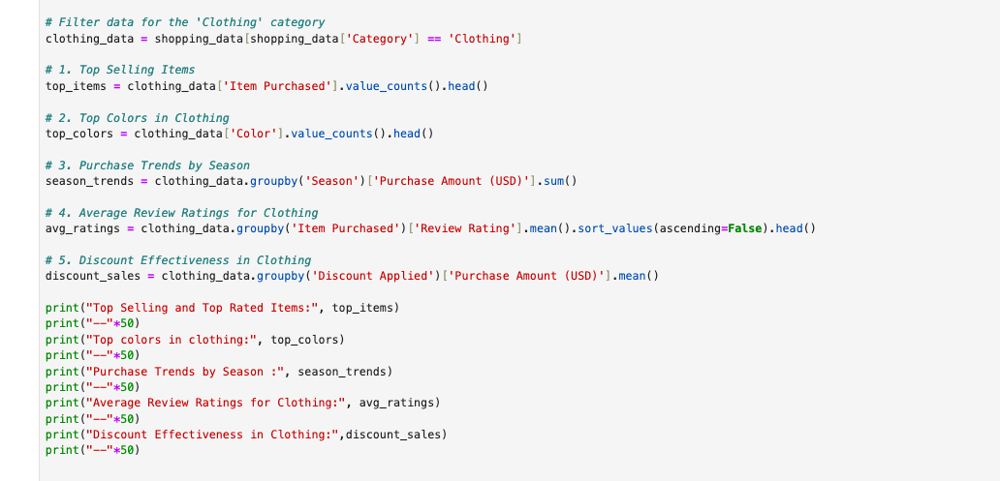 # Filter data for the 'Clothing' category
clothing_data = shopping_data[shopping_data['Category'] == 'Clothing']
# 1. Top Selling Items
top_items = clothing_data['Item Purchased'].value_counts().head()
# 2. Top Colors in Clothing
top_colors = clothing_data['Color'].value_counts().head()
# 3. Purchase Trends by Season
season_trends = clothing_data.groupby('Season')['Purchase Amount (USD)'].sum()
# 4. Average Review Ratings for Clothing
avg_ratings = clothing_data.groupby('Item Purchased')['Review Rating'].mean().sort_values(ascending=False).head()
# 5. Discount Effectiveness in Clothing
discount_sales = clothing_data.groupby('Discount Applied')['Purchase Amount (USD)'].mean()
print("Top Selling and Top Rated Items:", top_items)
print("--"*50)
print("Top colors in clothing:", top_colors)
print("--"*50)
print("Purchase Trends by Season :", season_trends)
print("--"*50)
print("Average Review Ratings for Clothing:", avg_ratings)
print("--"*50)
print("Discount Effectiveness in Clothing:",discount_sales)
print("--"*50)